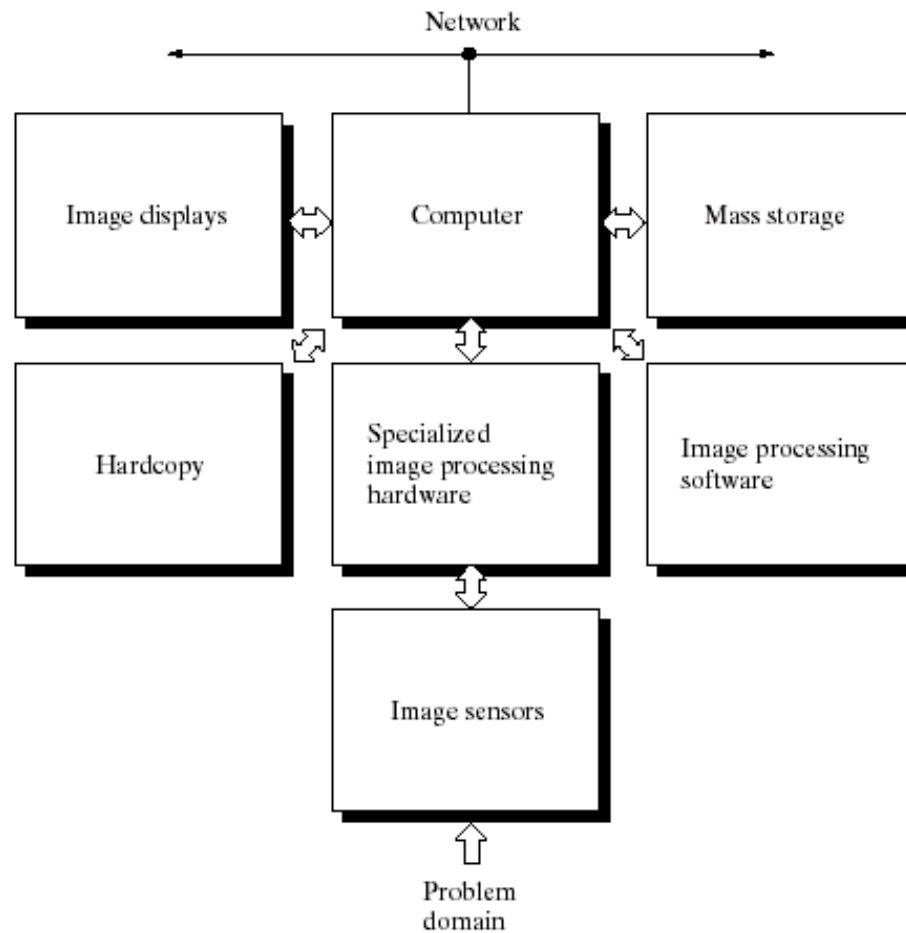 Network
Image displays
Computer
Mass storage
Hardcopy
Specialized
image processing
hardware
Image processing
software
Image sensors
Problem
domain